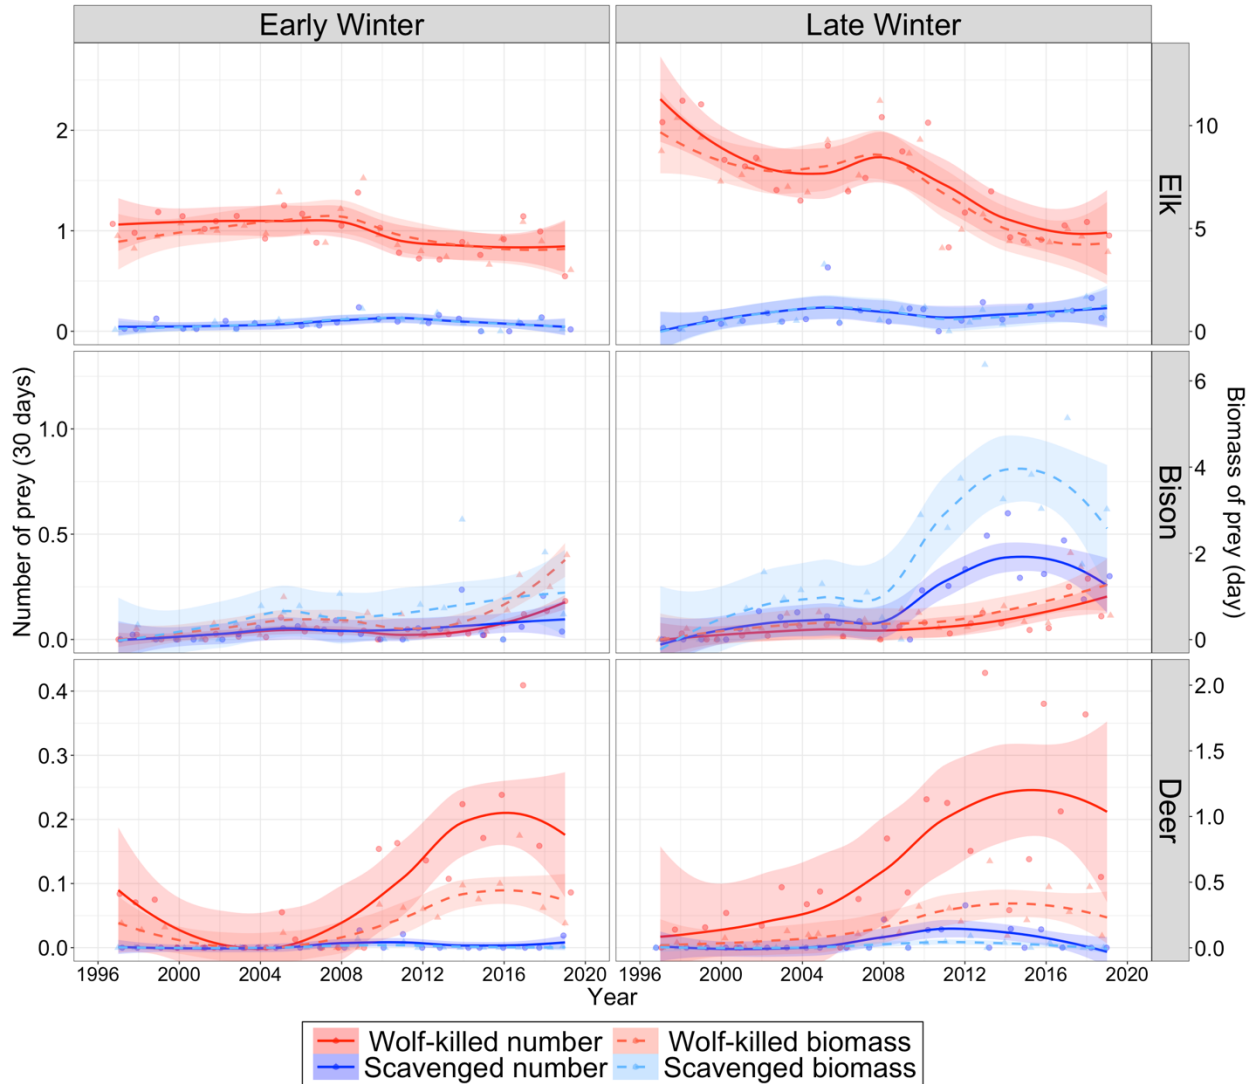 Early Winter Late Winter
Number of prey (30 days)
2
1
0
10
5
0
Elk
1.0
0.5
0.0
6
4
2
0
Bison
Biomass of prey (day)
0.4
0.3
0.2
0.1
0.0
2.0
1.5
1.0
0.5
0.0
Deer
1996 2000 2004 2008 2012 2016 2020 1996 2000 2004 2008 2012 2016 2020
Year
Wolf-killed number Wolf-killed biomass
Scavenged number Scavenged biomass